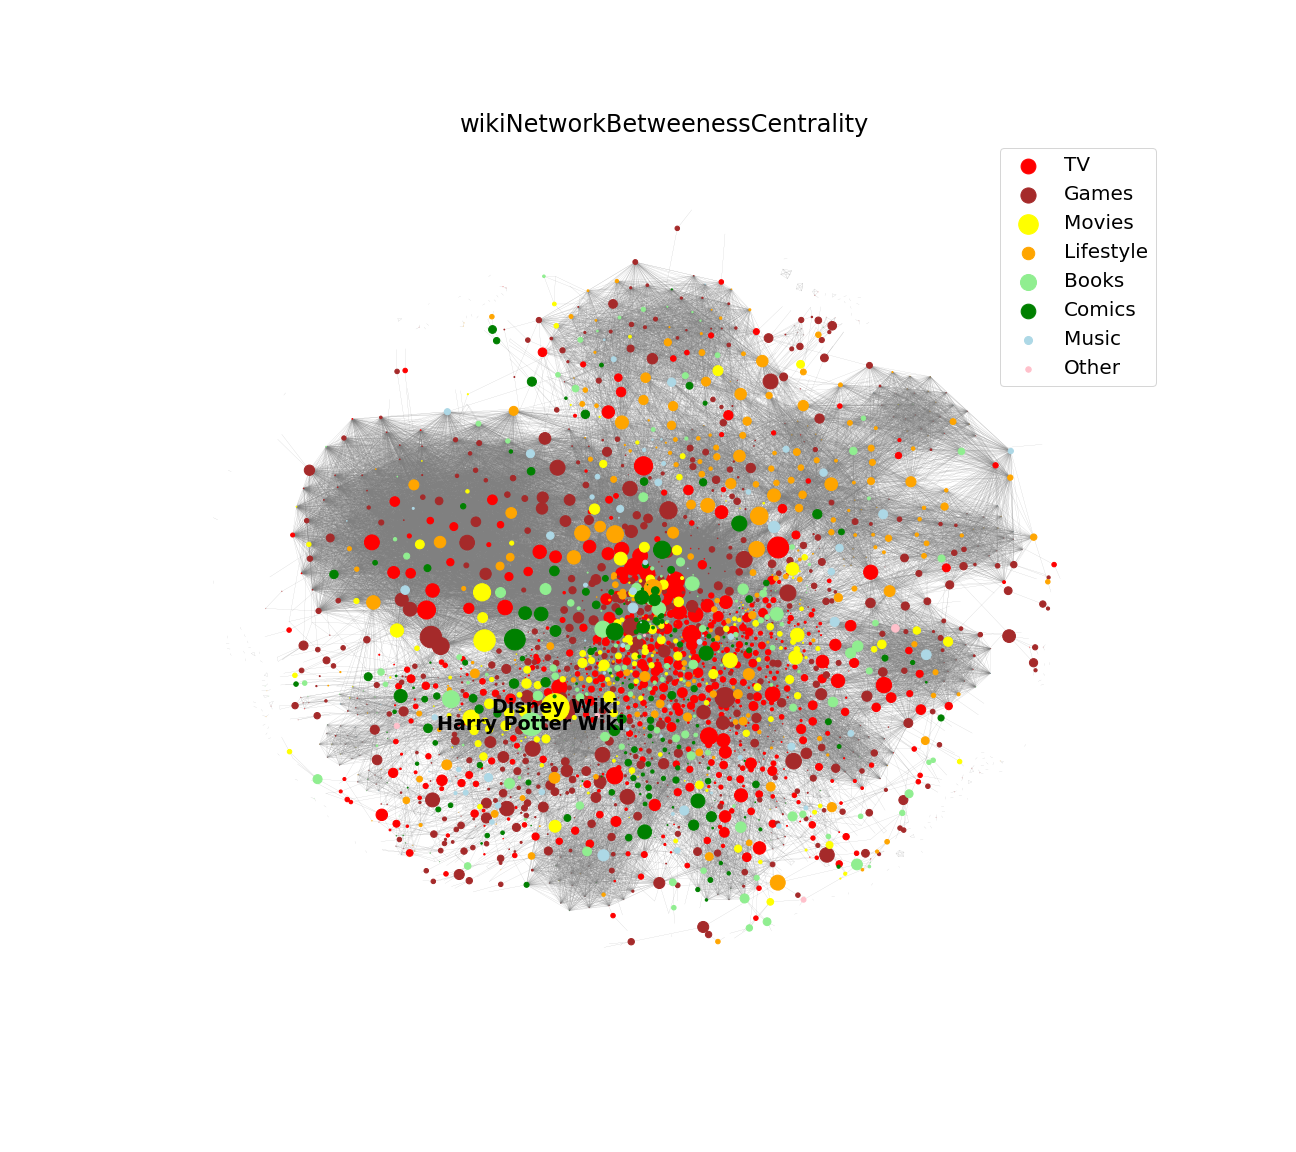 wikiNetworkBetweenessCentrality
TV
Games
Movies
Lifestyle
Books
Comics
Music
Other
Disney Wiki
Harry Potter Wiki